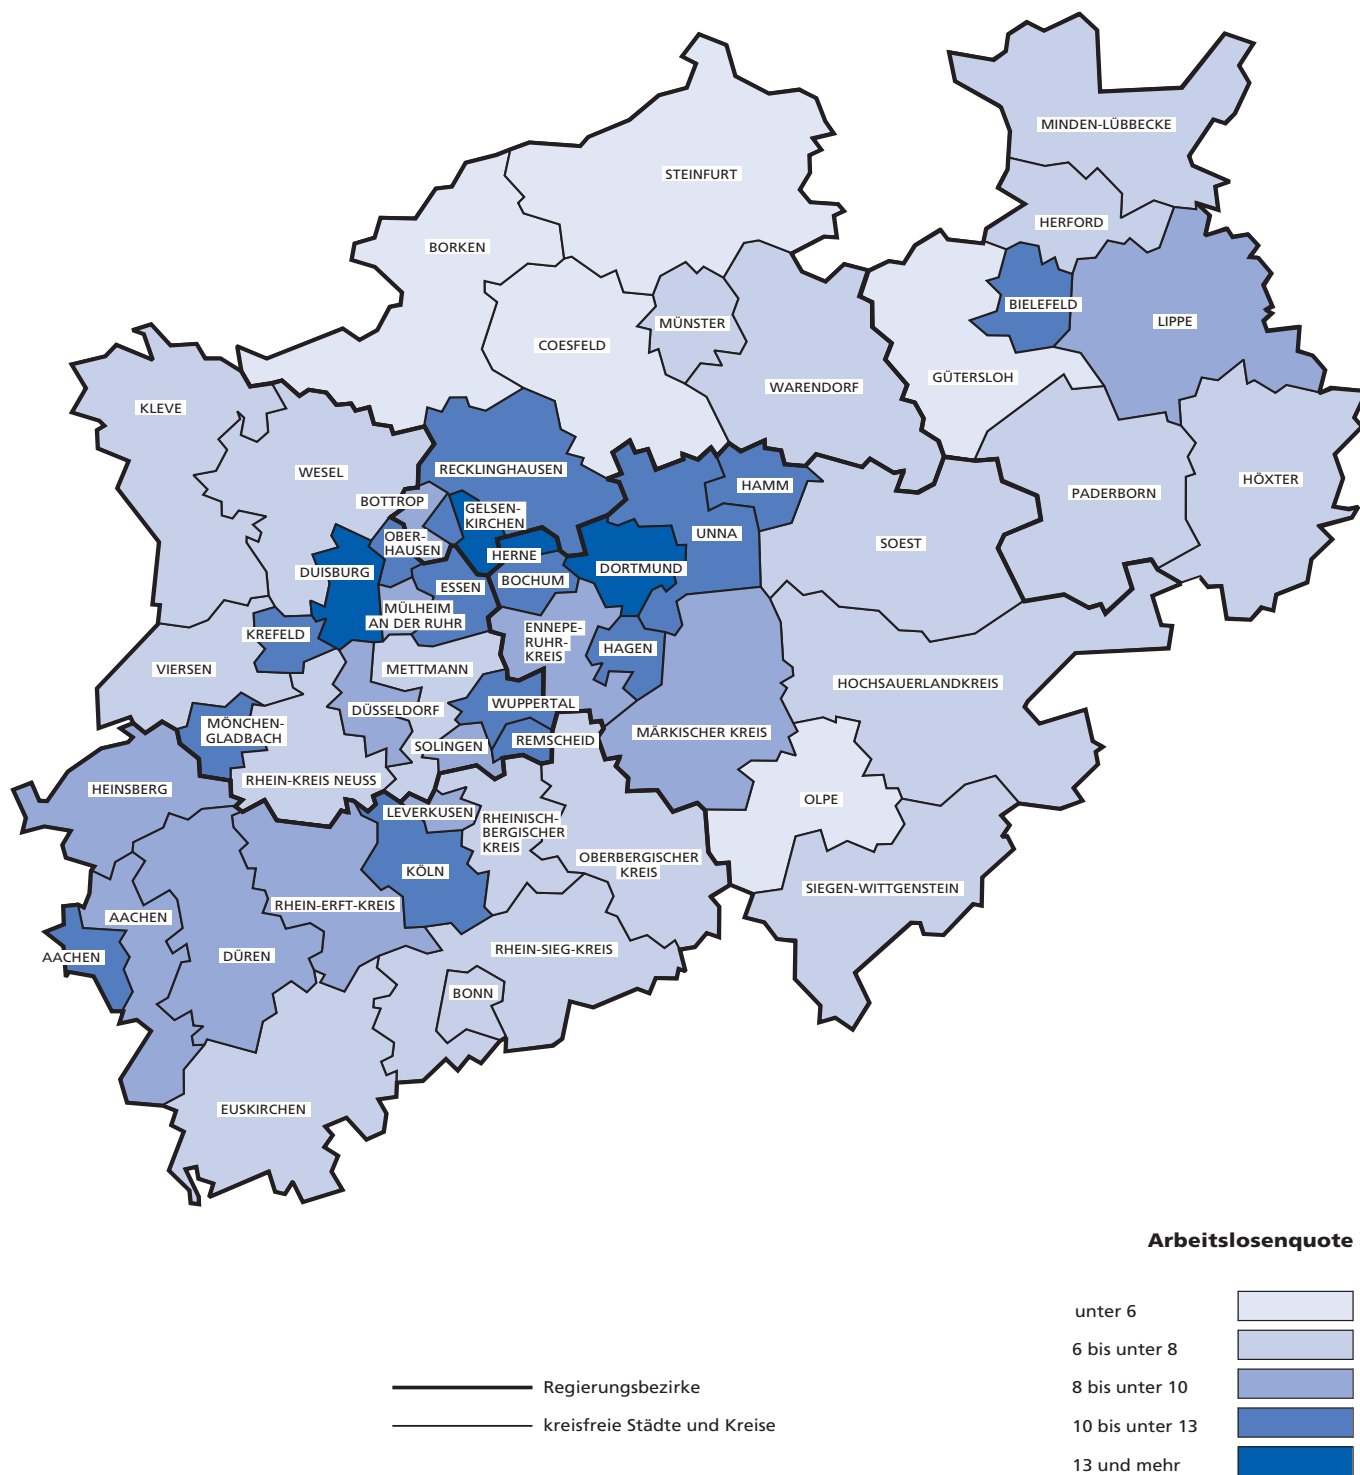 MINDEN-LÜBBECKE
STEINFURT
HERFORD
BORKEN
BIELEFELD
LIPPE
MÜNSTER
COESFELD
GÜTERSLOH
WARENDORF
KLEVE
RECKLINGHAUSEN
WESEL
HÖXTER
HAMM
PADERBORN
BOTTROP
GELSEN-
KIRCHEN
UNNA
OBER-
HAUSEN
SOEST
HERNE
DORTMUND
DUISBURG
BOCHUM
ESSEN
MÜLHEIM
AN DER RUHR
KREFELD
ENNEPE-
RUHR-
KREIS
HAGEN
VIERSEN
METTMANN
HOCHSAUERLANDKREIS
WUPPERTAL
DÜSSELDORF
MÖNCHEN-
GLADBACH
MÄRKISCHER KREIS
REMSCHEID
SOLINGEN
RHEIN-KREIS NEUSS
HEINSBERG
OLPE
LEVERKUSEN
RHEINISCH-
BERGISCHER
KREIS
OBERBERGISCHER
KREIS
KÖLN
SIEGEN-WITTGENSTEIN
RHEIN-ERFT-KREIS
AACHEN
RHEIN-SIEG-KREIS
AACHEN
DÜREN
BONN
EUSKIRCHEN
Arbeitslosenquote
unter 6
6 bis unter 8
8 bis unter 10
10 bis unter 13
13 und mehr
Regierungsbezirke
kreisfreie Städte und Kreise